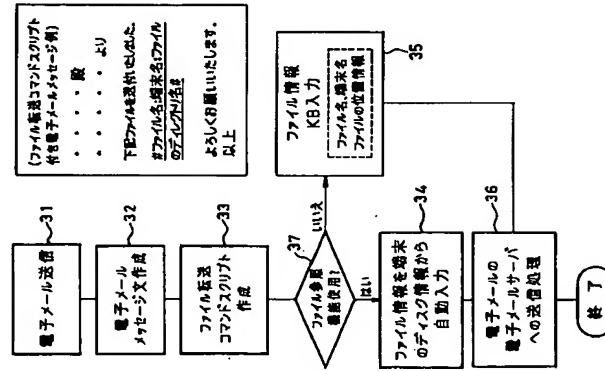 31
電子メール送信
32
電子メール
メッセージ文作成
33
ファイル転送
コマンドスクリプト
作成
37
ファイル参照
機能使用?
いいえ
はい
34
ファイル情報を端末
のディスク情報から
自動入力
36
電子メールの
電子メールサーバ
への送信処理
終了
35
ファイル情報
KB入力
ファイル名,端末名
ファイルの位置情報
(ファイル転送コマンドスクリプト
付き電子メールメッセージ例)
・・・・・殿
・・・・・より
下記ファイルを送付いたしました。
#ファイル名:端末名:ファイル
のディレクトリ名#
よろしくお願いいたします。
以上